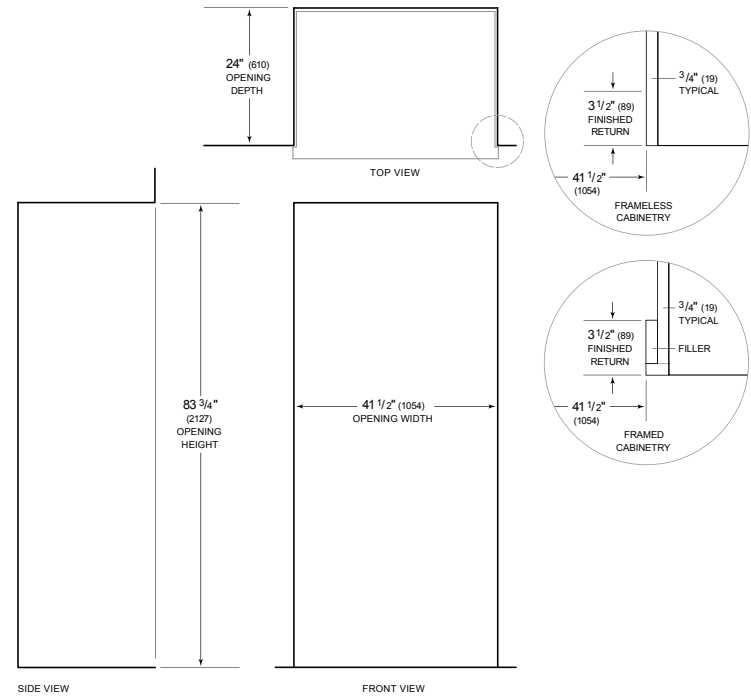 24" (610)
OPENING
DEPTH
TOP VIEW
3/4" (19)
TYPICAL
3 1/2" (89)
FINISHED
RETURN
41 1/2"
(1054)
FRAMELESS
CABINETRY
3/4" (19)
TYPICAL
3 1/2" (89)
FINISHED
RETURN
FILLER
41 1/2"
(1054)
FRAMED
CABINETRY
83 3/4"
(2127)
OPENING
HEIGHT
41 1/2" (1054)
OPENING WIDTH
SIDE VIEW
FRONT VIEW